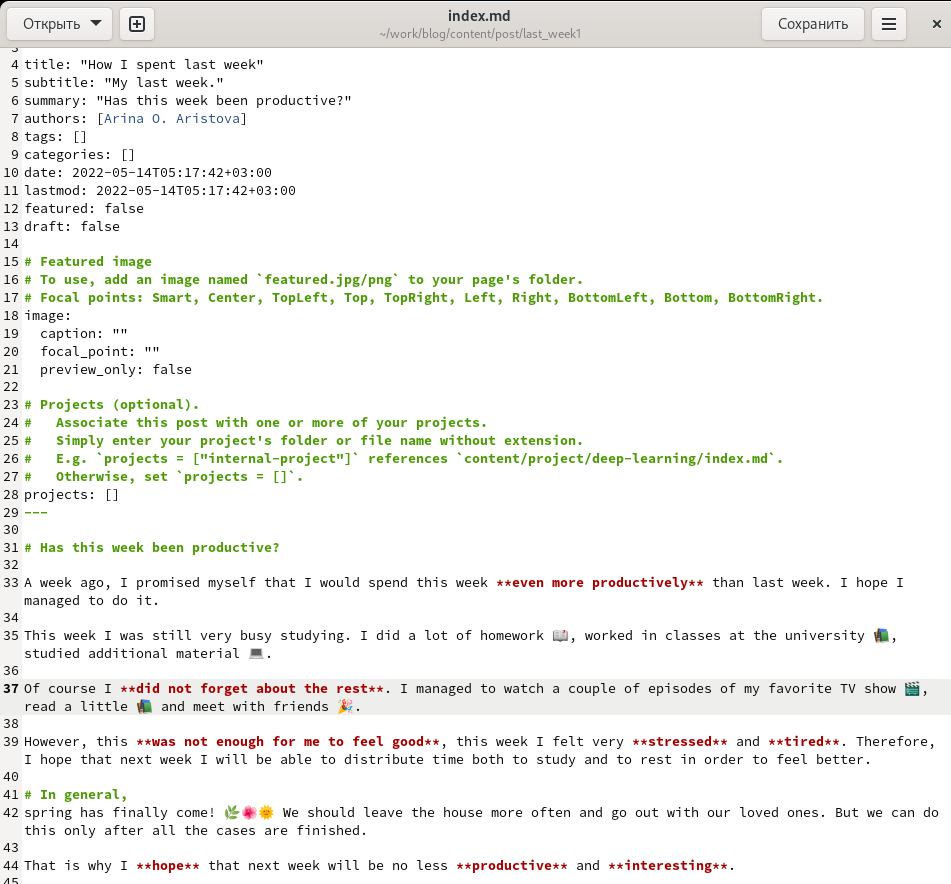 Открыть
index.md
~/work/blog/content/post/last_week1
Сохранить
3
4 title: "How I spent last week"
5 subtitle: "My last week."
6 summary: "Has this week been productive?"
7 authors: [Arina O. Aristova]
8 tags: []
9 categories: []
10 date: 2022-05-14T05:17:42+03:00
11 lastmod: 2022-05-14T05:17:42+03:00
12 featured: false
13 draft: false
14
15 # Featured image
16 # To use, add an image named `featured.jpg/png` to your page's folder.
17 # Focal points: Smart, Center, TopLeft, Top, TopRight, Left, Right, BottomLeft, Bottom, BottomRight.
18 image:
19   caption: ""
20   focal_point: ""
21   preview_only: false
22
23 # Projects (optional).
24 #   Associate this post with one or more of your projects.
25 #   Simply enter your project's folder or file name without extension.
26 #   E.g. `projects = ["internal-project"]` references `content/project/deep-learning/index.md`.
27 #   Otherwise, set `projects = []`.
28 projects: []
29 ---
30
31 # Has this week been productive?
32
33 A week ago, I promised myself that I would spend this week **even more productively** than last week. I hope I
managed to do it.
34
35 This week I was still very busy studying. I did a lot of homework 📖, worked in classes at the university 📚,
studied additional material 💻.
36
37 Of course I **did not forget about the rest**. I managed to watch a couple of episodes of my favorite TV show 🎬,
read a little 📚 and meet with friends 🎉.
38
39 However, this **was not enough for me to feel good**, this week I felt very **stressed** and **tired**. Therefore,
I hope that next week I will be able to distribute time both to study and to rest in order to feel better.
40
41 # In general,
42 spring has finally come! 🌿🌺🌞 We should leave the house more often and go out with our loved ones. But we can do
this only after all the cases are finished.
43
44 That is why I **hope** that next week will be no less **productive** and **interesting**.
45